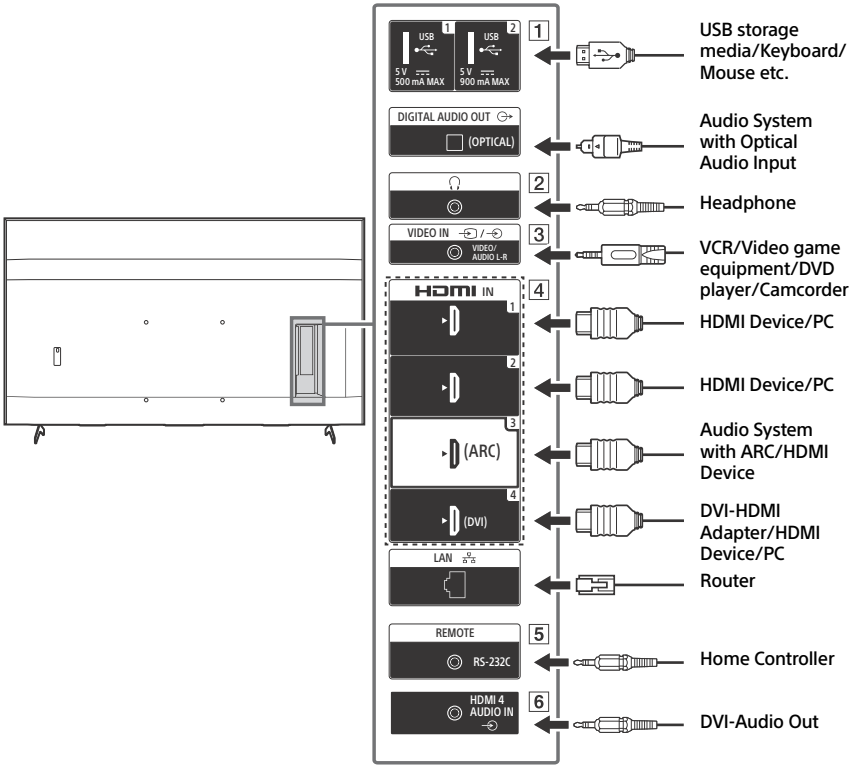 1
USB
5 V
500 mA MAX
2
USB
5 V
900 mA MAX
1
USB storage
media/Keyboard/
Mouse etc.
DIGITAL AUDIO OUT
(OPTICAL)
Audio System
with Optical
Audio Input
2
Headphone
VIDEO IN /
3
VIDEO/
AUDIO L-R
VCR/Video game
equipment/DVD
player/Camcorder
HDMI IN
4
1
HDMI Device/PC
2
HDMI Device/PC
3
(ARC)
Audio System
with ARC/HDMI
Device
4
(DVI)
DVI-HDMI
Adapter/HDMI
Device/PC
LAN
Router
REMOTE
5
RS-232C
Home Controller
6
HDMI 4
AUDIO IN
DVI-Audio Out